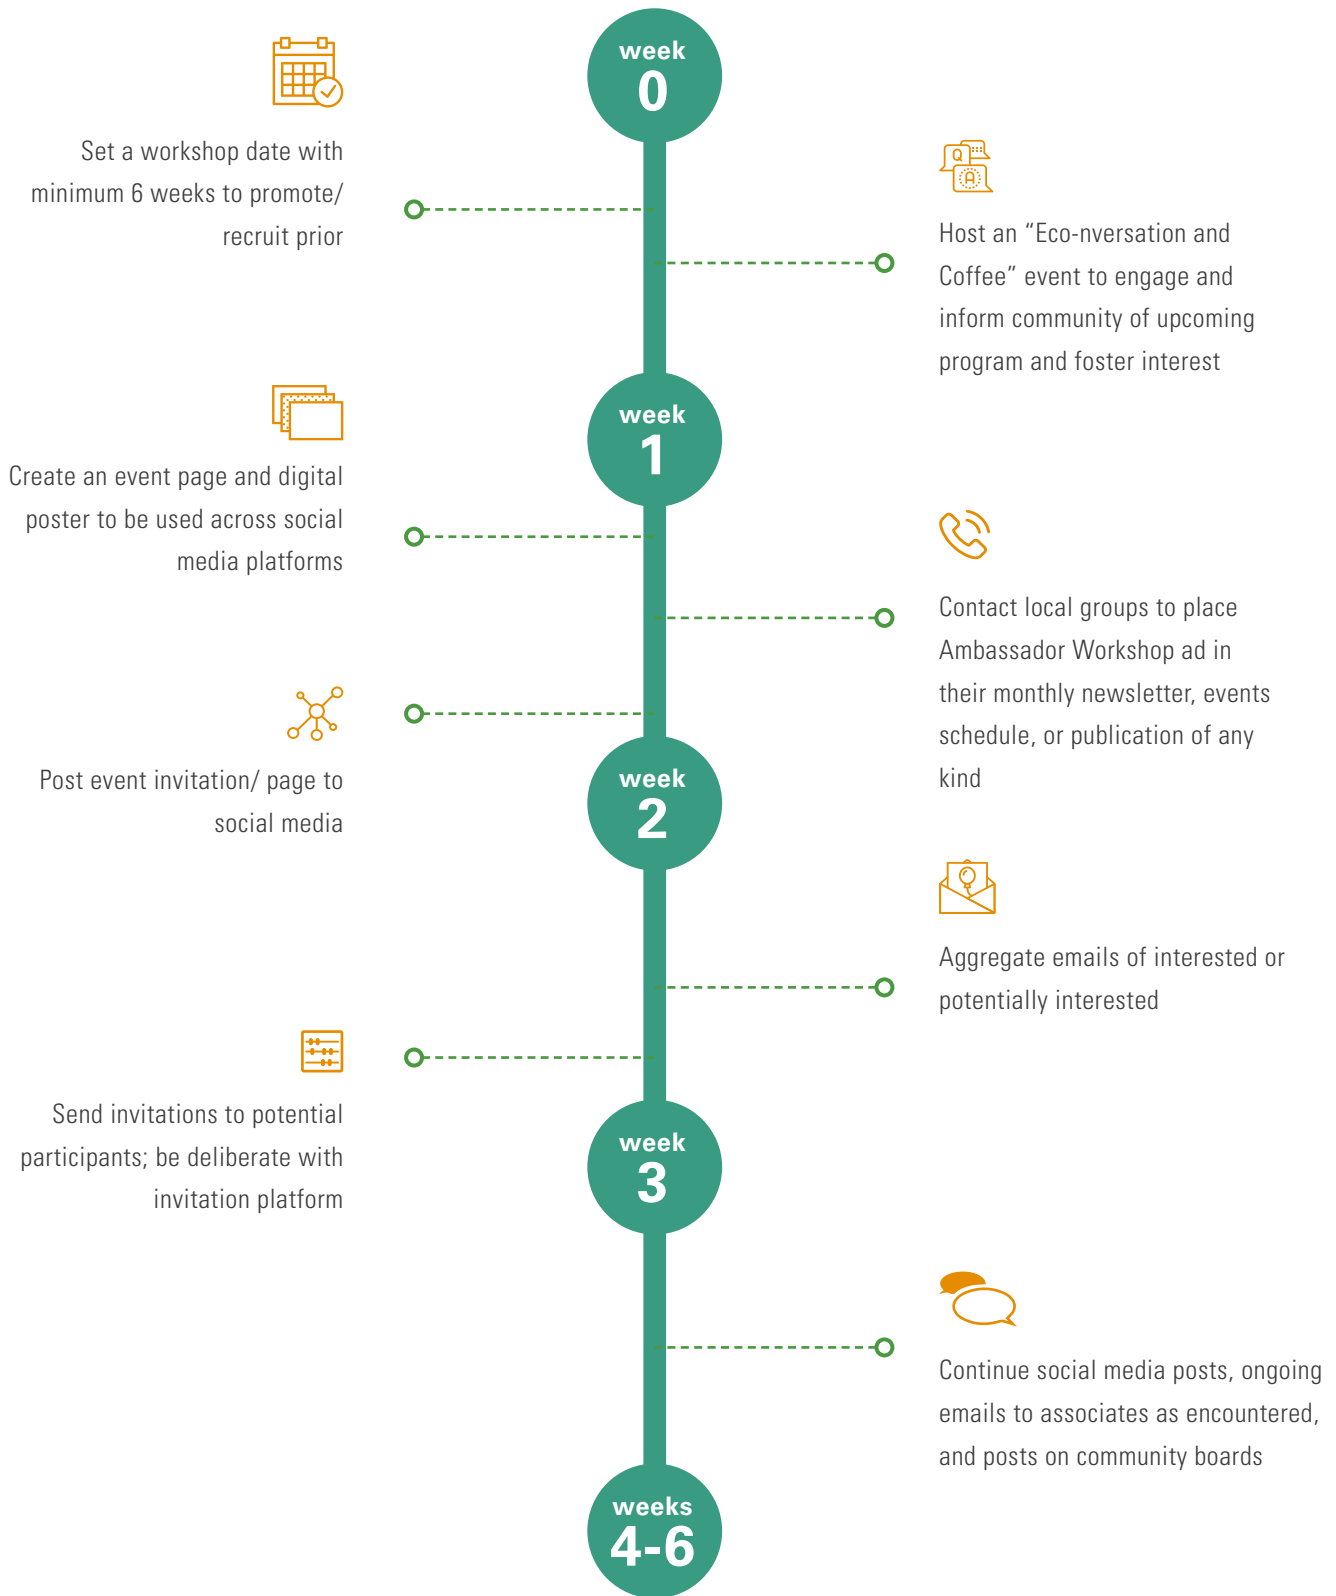 week
0
Set a workshop date with
minimum 6 weeks to promote/
recruit prior
Q
A
Host an “Eco-nversation and
Coffee” event to engage and
inform community of upcoming
program and foster interest
week
1
Create an event page and digital
poster to be used across social
media platforms
Contact local groups to place
Ambassador Workshop ad in
their monthly newsletter, events
schedule, or publication of any
kind
Post event invitation/ page to
social media
week
2
Aggregate emails of interested or
potentially interested
Send invitations to potential
participants; be deliberate with
invitation platform
week
3
Continue social media posts, ongoing
emails to associates as encountered,
and posts on community boards
weeks
4-6